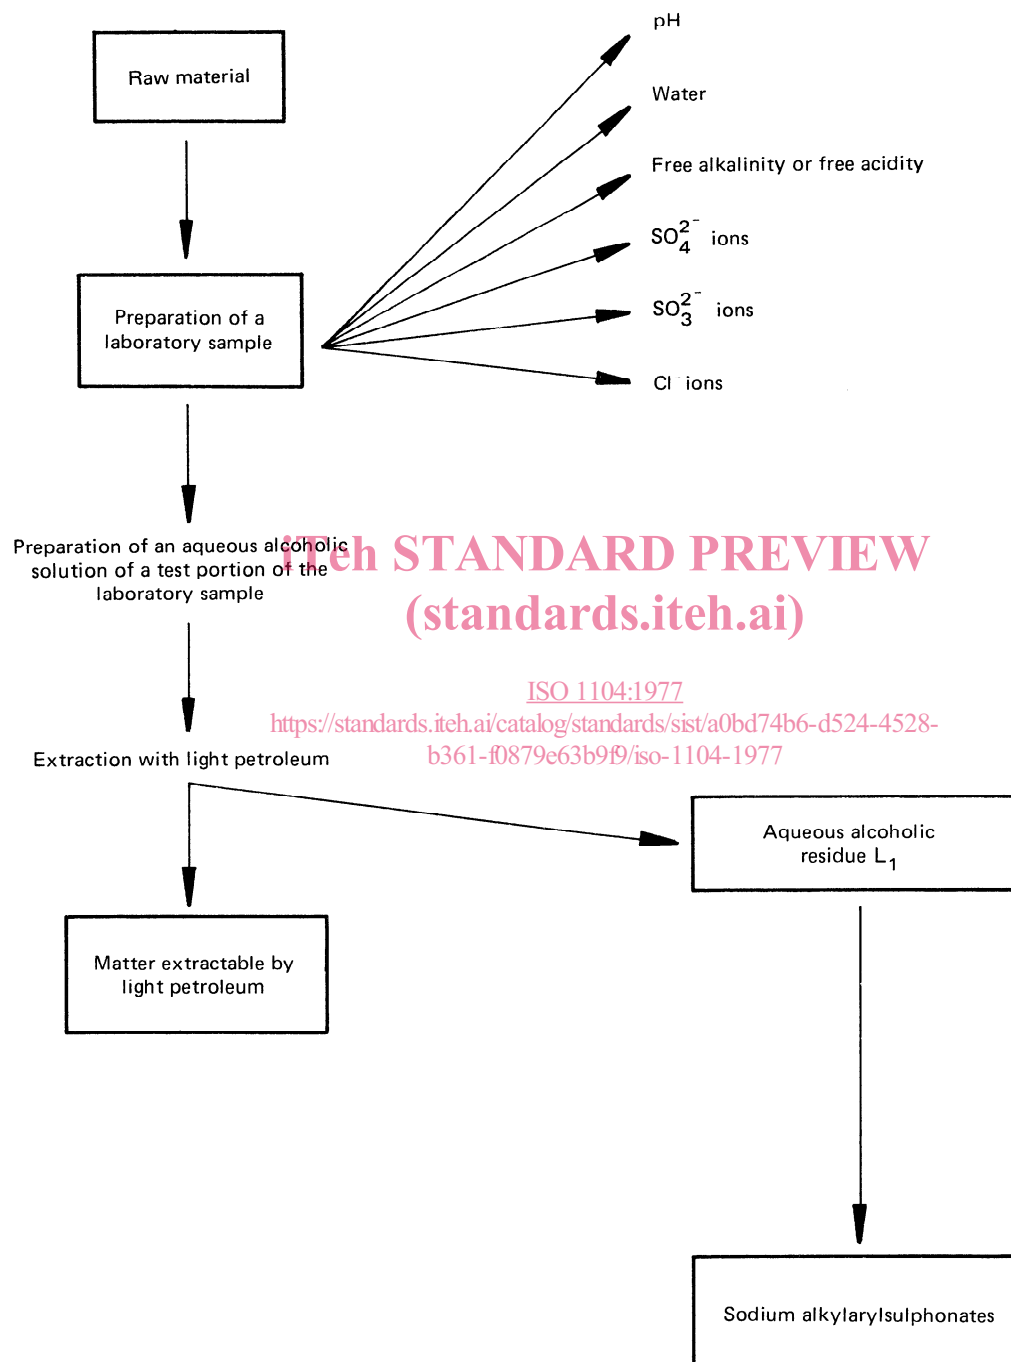 pH
Raw material
Water
Free alkalinity or free acidity
SO₄²⁻ ions
Preparation of a
laboratory sample
SO₃²⁻ ions
Cl⁻ ions
Preparation of an aqueous alcoholic
solution of a test portion of the
laboratory sample
iTeh STANDARD PREVIEW
(standards.iteh.ai)
ISO 1104:1977
https://standards.iteh.ai/catalog/standards/sist/a0bd74b6-d524-4528-
b361-f0879e63b9f9/iso-1104-1977
Extraction with light petroleum
Aqueous alcoholic
residue L₁
Matter extractable by
light petroleum
Sodium alkylarylsulphonates